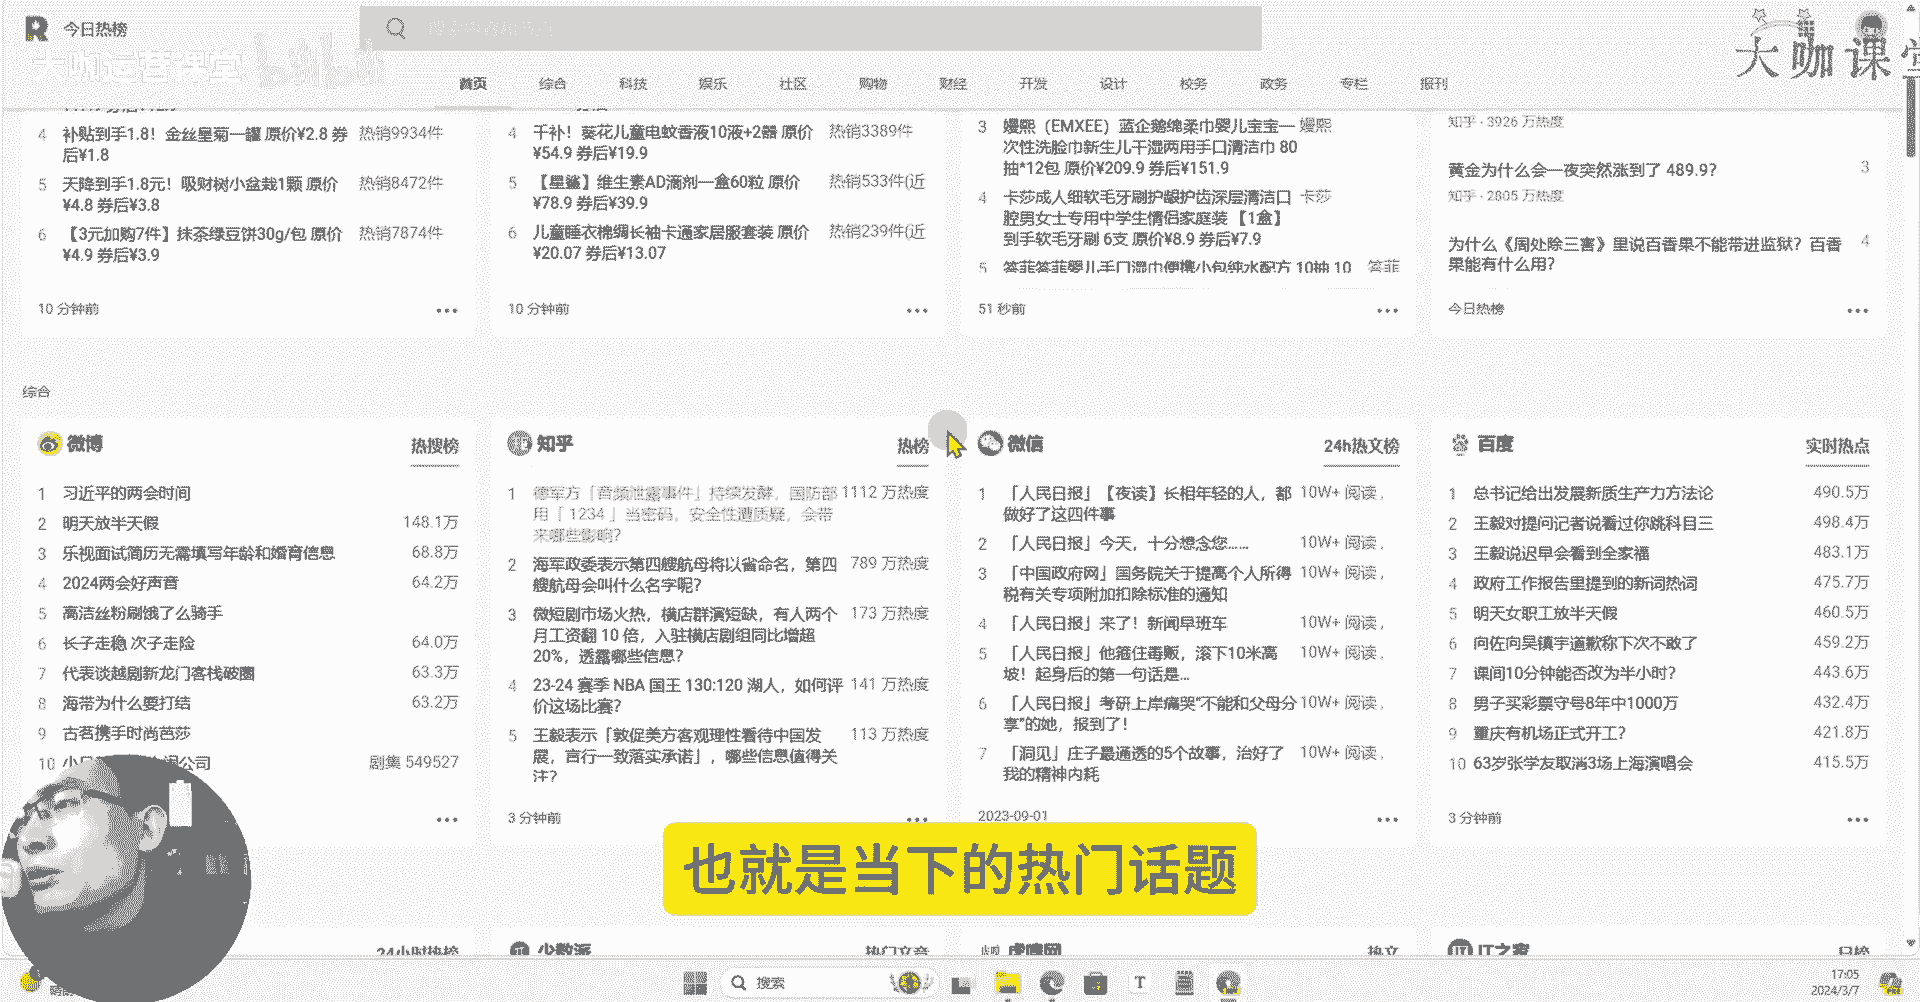 今日热榜
大咖运营课堂 bilibili
大咖课堂
首页 综合 科技 娱乐 社区 购物 财经 开发 设计 校务 政务 专栏 报刊
4 补贴到手1.8！金丝皇菊一罐 原价¥2.8 券后¥1.8 热销9934件
5 天降到手1.8元！吸财树小盆栽1颗 原价¥4.8 券后¥3.8 热销8472件
6 【3元加购7件】抹茶绿豆饼30g/包 原价¥4.9 券后¥3.9 热销7874件
10 分钟前
4 千补！葵花儿童电蚊香液10液+2器 原价¥54.9 券后¥19.9 热销3389件
5 【星鲨】维生素AD滴剂一盒60粒 原价¥78.9 券后¥39.9 热销533件(近
6 儿童睡衣棉绸长袖卡通家居服套装 原价¥20.07 券后¥13.07 热销239件(近
10 分钟前
3 嫚熙（EMXEE）蓝企鹅绵柔巾婴儿宝宝一次性洗脸巾新生儿干湿两用手口清洁巾 80抽*12包 原价¥209.9 券后¥151.9 嫚熙
4 卡莎成人细软毛牙刷护龈护齿深层清洁口腔男女士专用中学生情侣家庭装 【1盒】到手软毛牙刷 6支 原价¥8.9 券后¥7.9 卡莎
5 答菲答菲婴儿手口湿巾便携小包纯水配方 10抽 10 答菲
51 秒前
知乎 · 3926 万热度
黄金为什么会一夜突然涨到了 489.9? 3
知乎 · 2805 万热度
为什么《周处除三害》里说百香果不能带进监狱？百香果能有什么用? 4
今日热榜
综合
微博 热搜榜
1 习近平的两会时间
2 明天放半天假 148.1万
3 乐视面试简历无需填写年龄和婚育信息 68.8万
4 2024两会好声音 64.2万
5 高洁丝粉刷饿了么骑手
6 长子走稳 次子走险 64.0万
7 代表谈越剧新龙门客栈破圈 63.3万
8 海带为什么要打结 63.2万
9 古茗携手时尚芭莎
10 公司 剧集 549527
知乎 热榜
1 德军方「音频泄露事件」持续发酵，国防部用「 1234 」当密码，安全性遭质疑，会带来哪些影响? 1112 万热度
2 海军政委表示第四艘航母将以省命名，第四艘航母会叫什么名字呢? 789 万热度
3 微短剧市场火热，横店群演短缺，有人两个月工资翻 10 倍，入驻横店剧组同比增超 20%，透露哪些信息? 173 万热度
4 23-24 赛季 NBA 国王 130:120 湖人，如何评价这场比赛? 141 万热度
5 王毅表示「敦促美方客观理性看待中国发展，言行一致落实承诺」，哪些信息值得关注? 113 万热度
3 分钟前
微信 24h热文榜
1 「人民日报」【夜读】长相年轻的人，都做好了这四件事 10W+ 阅读 ,
2 「人民日报」今天，十分想念您…… 10W+ 阅读 ,
3 「中国政府网」国务院关于提高个人所得税有关专项附加扣除标准的通知 10W+ 阅读 ,
4 「人民日报」来了！新闻早班车 10W+ 阅读 ,
5 「人民日报」他箍住毒贩，滚下10米高坡！起身后的第一句话是... 10W+ 阅读 ,
6 「人民日报」考研上岸痛哭“不能和父母分享”的她，报到了！ 10W+ 阅读 ,
7 「洞见」庄子最通透的5个故事，治好了我的精神内耗 10W+ 阅读 ,
2023-09-01
百度 实时热点
1 总书记给出发展新质生产力方法论 490.5万
2 王毅对提问记者说看过你跳科目三 498.4万
3 王毅说迟早会看到全家福 483.1万
4 政府工作报告里提到的新词热词 475.7万
5 明天女职工放半天假 460.5万
6 向佐向吴镇宇道歉称下次不敢了 459.2万
7 课间10分钟能否改为半小时? 443.6万
8 男子买彩票守号8年中1000万 432.4万
9 重庆有机场正式开工? 421.8万
10 63岁张学友取消3场上海演唱会 415.5万
3 分钟前
也就是当下的热门话题
24小时热榜 少数派 热门文章 虎嗅网 热文 IT之家 日榜
搜索
17:05
2024/3/7